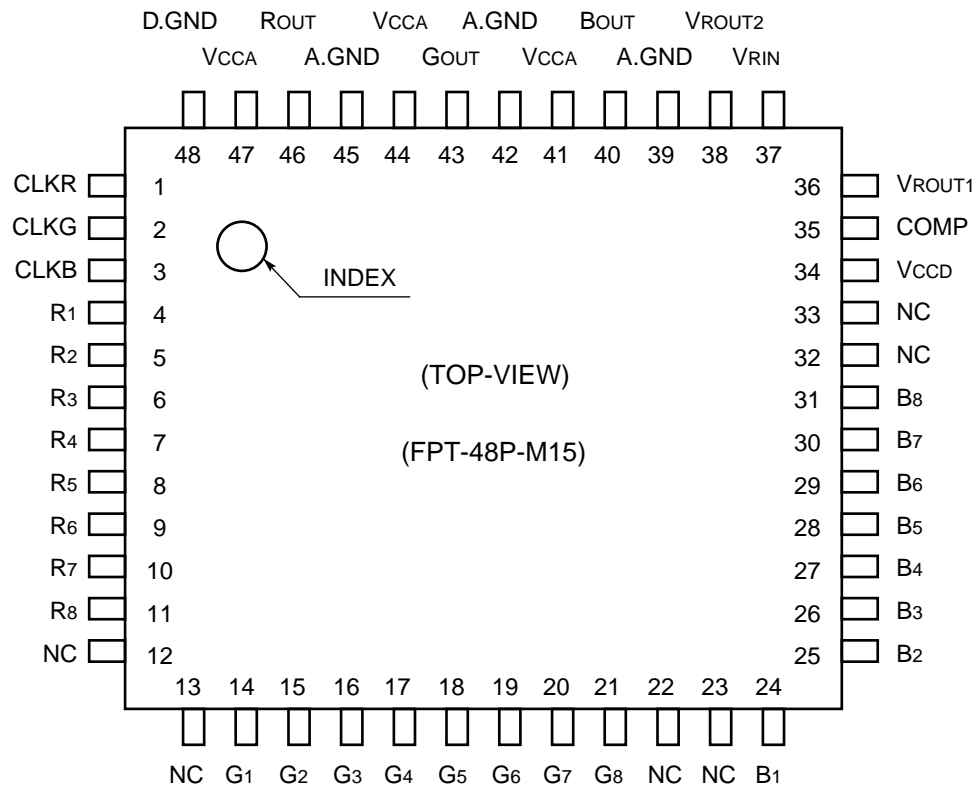 D.GND ROUT VCCA A.GND BOUT VROUT2
VCCA A.GND GOUT VCCA A.GND VRIN
48 47 46 45 44 43 42 41 40 39 38 37
CLKR 1 36 VROUT1
CLKG 2 35 COMP
CLKB 3 34 VCCD
INDEX
R1 4 33 NC
R2 5 32 NC
(TOP-VIEW)
R3 6 31 B8
R4 7 30 B7
(FPT-48P-M15)
R5 8 29 B6
R6 9 28 B5
R7 10 27 B4
R8 11 26 B3
NC 12 25 B2
13 14 15 16 17 18 19 20 21 22 23 24
NC G1 G2 G3 G4 G5 G6 G7 G8 NC NC B1